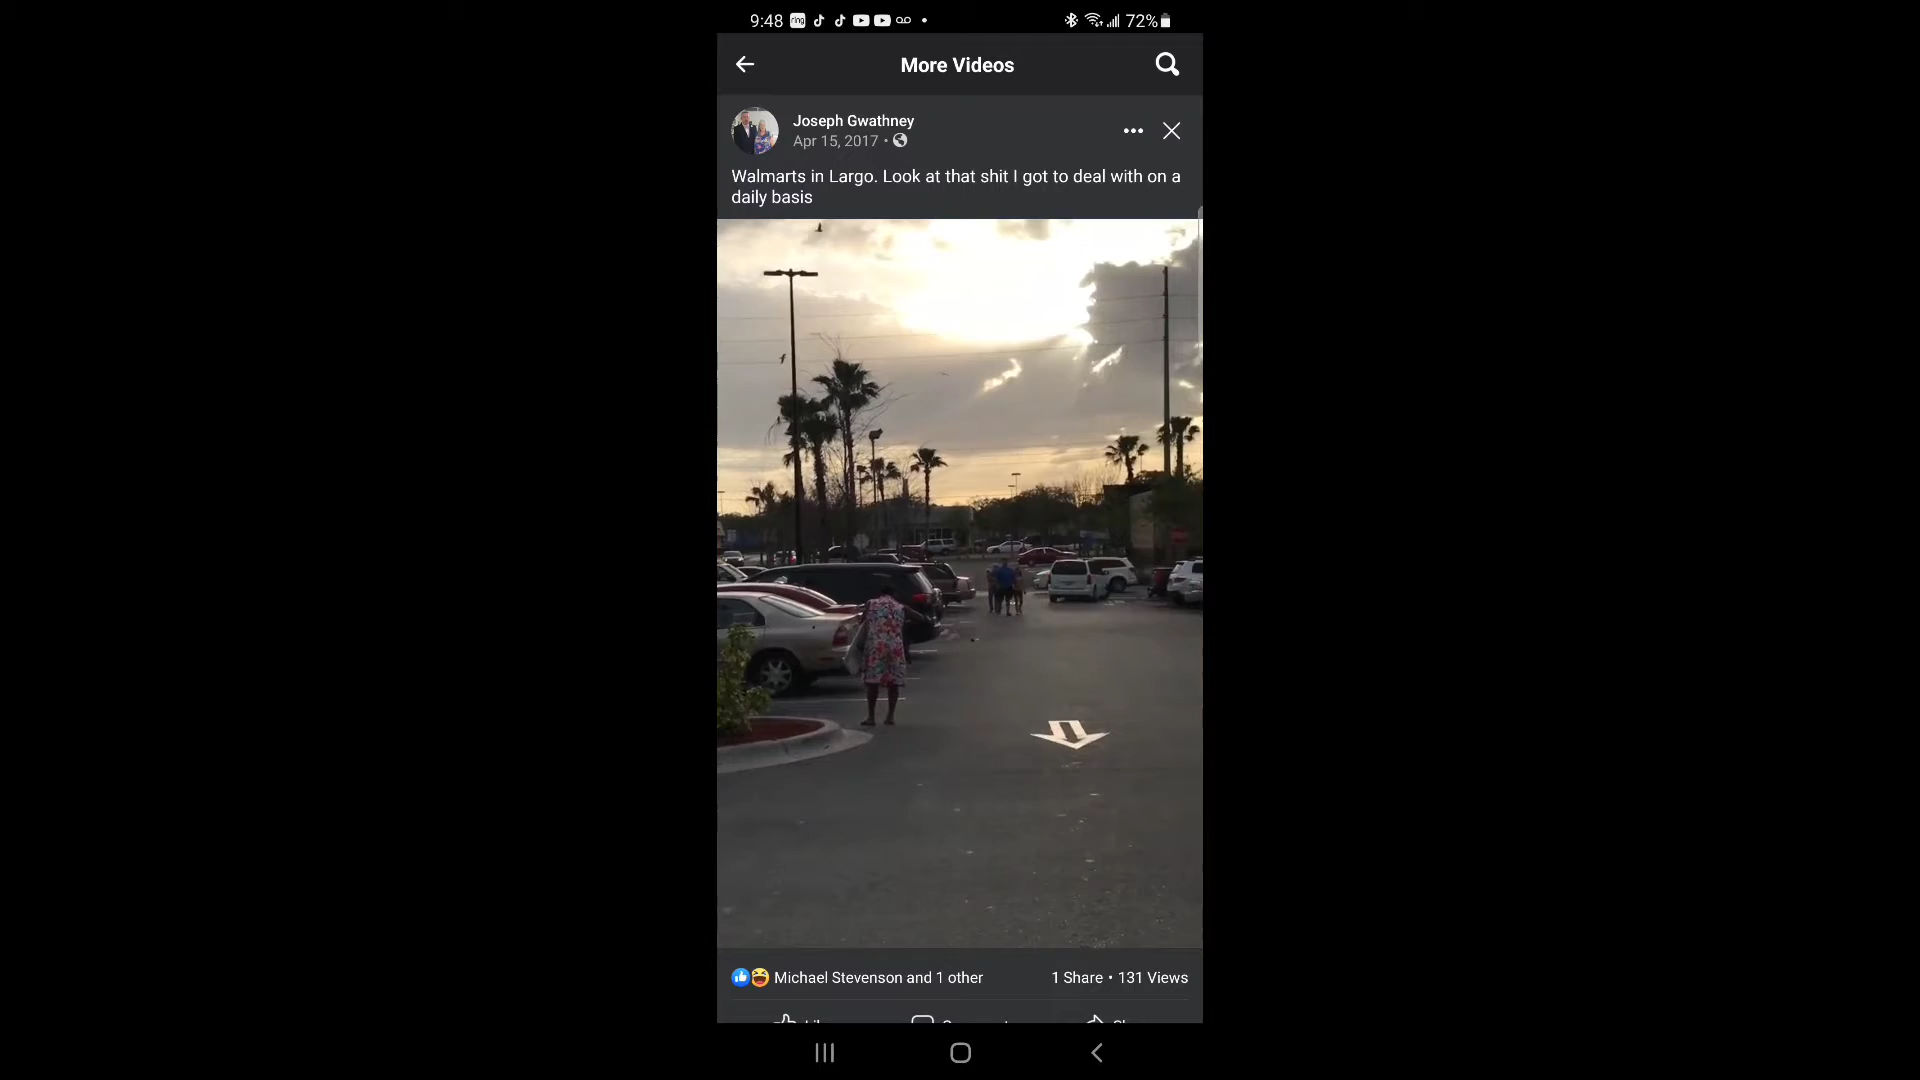 9:48 ring 72%
More Videos
Joseph Gwathney
Apr 15, 2017 •
Walmarts in Largo. Look at that shit I got to deal with on a
daily basis
Michael Stevenson and 1 other 1 Share • 131 Views